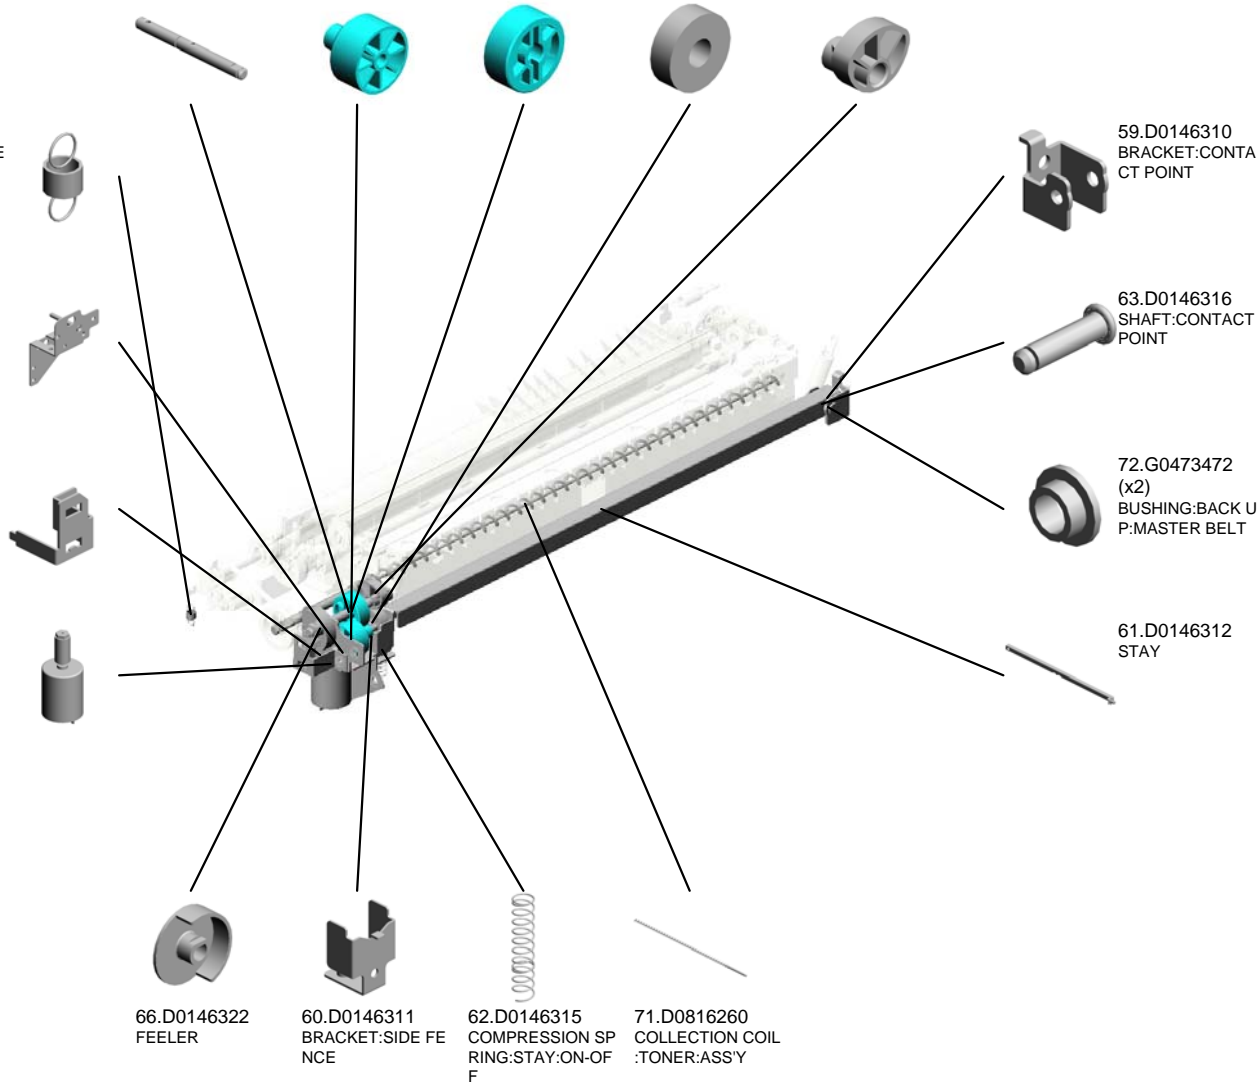 E
59.D0146310
BRACKET:CONTA
CT POINT
63.D0146316
SHAFT:CONTACT
POINT
72.G0473472
(x2)
BUSHING:BACK U
P:MASTER BELT
61.D0146312
STAY
66.D0146322
FEELER
60.D0146311
BRACKET:SIDE FE
NCE
62.D0146315
COMPRESSION SP
RING:STAY:ON-OF
F
71.D0816260
COLLECTION COIL
:TONER:ASS'Y